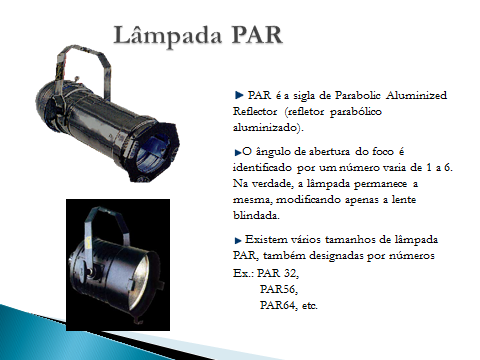 Lâmpada PAR
► PAR é a sigla de Parabolic Aluminized
Reflector (refletor parabólico
aluminizado).
►O ângulo de abertura do foco é
identificado por um número varia de 1 a 6.
Na verdade, a lâmpada permanece a
mesma, modificando apenas a lente
blindada.
► Existem vários tamanhos de lâmpada
PAR, também designadas por números
Ex.: PAR 32,
PAR56,
PAR64, etc.